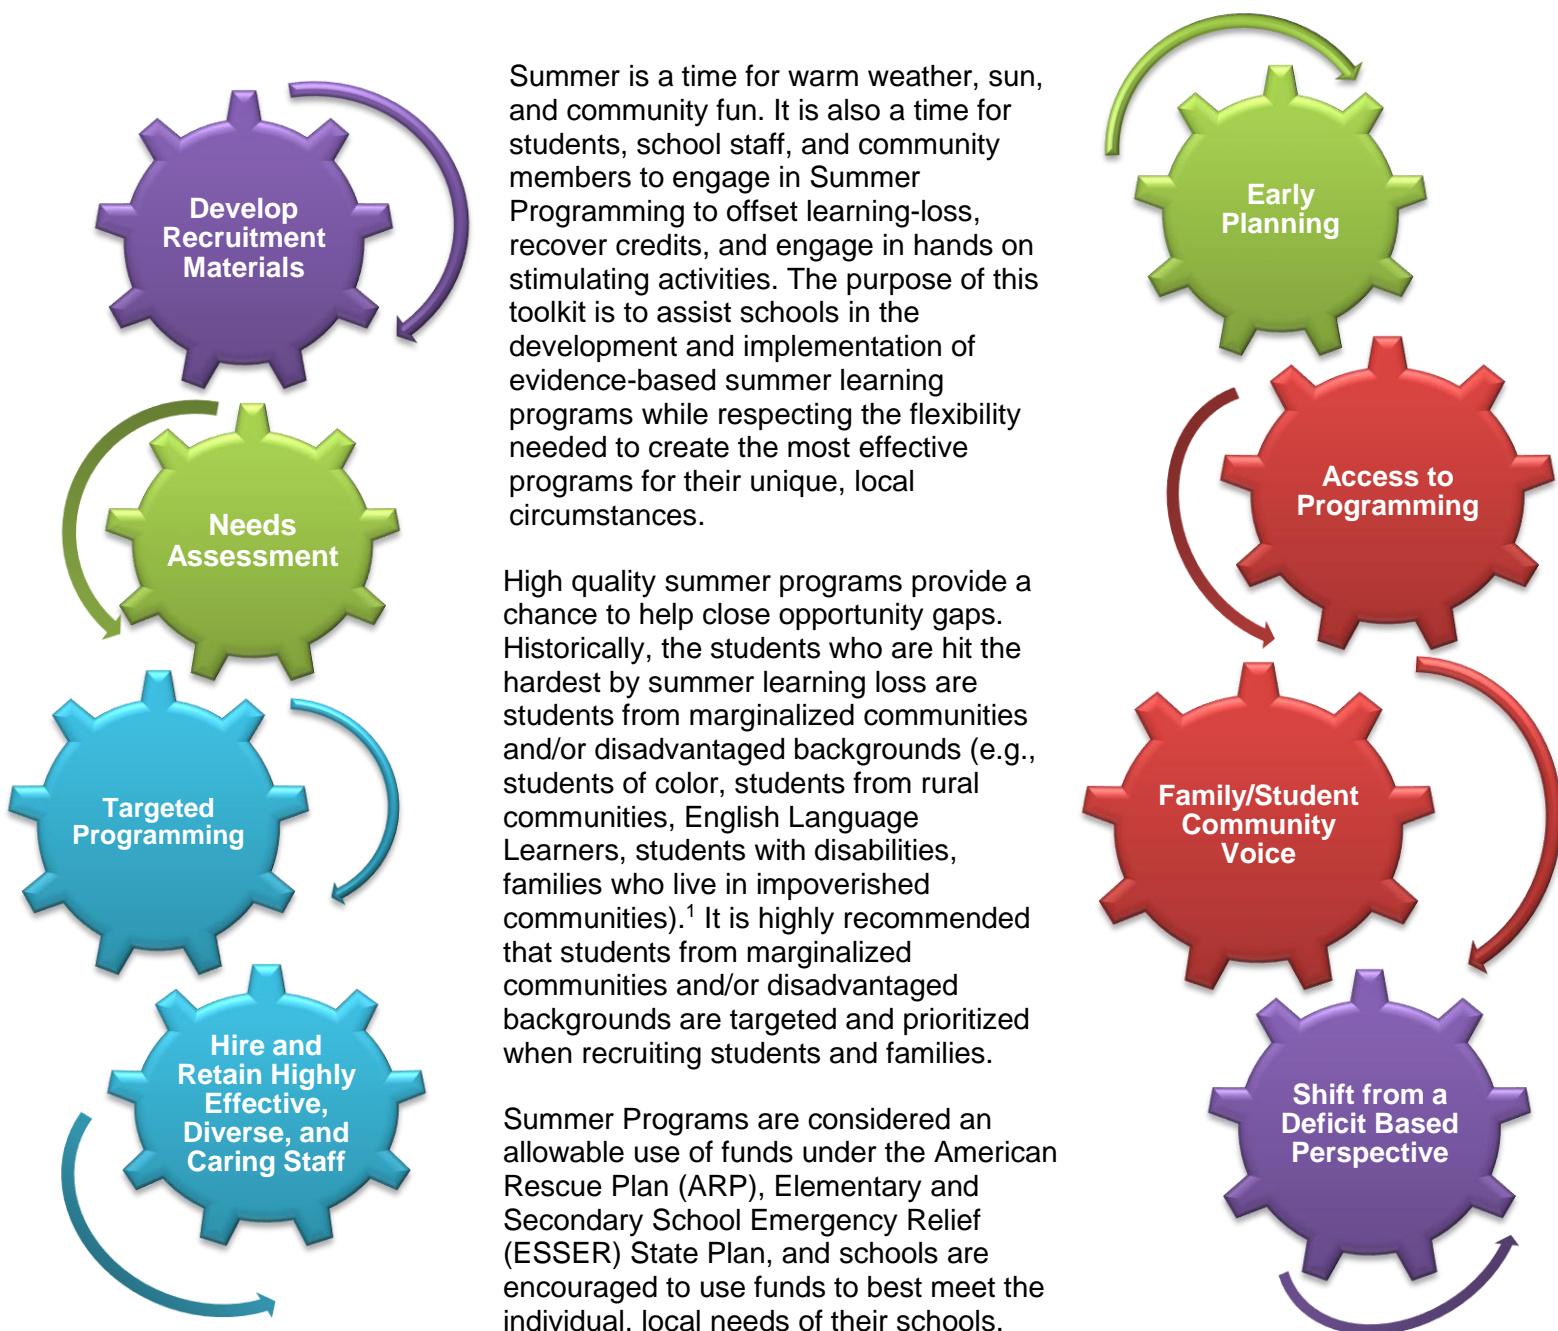 Develop
Recruitment
Materials
Needs
Assessment
Targeted
Programming
Hire and
Retain Highly
Effective,
Diverse, and
Caring Staff
Summer is a time for warm weather, sun,
and community fun. It is also a time for
students, school staff, and community
members to engage in Summer
Programming to offset learning-loss,
recover credits, and engage in hands on
stimulating activities. The purpose of this
toolkit is to assist schools in the
development and implementation of
evidence-based summer learning
programs while respecting the flexibility
needed to create the most effective
programs for their unique, local
circumstances.
High quality summer programs provide a
chance to help close opportunity gaps.
Historically, the students who are hit the
hardest by summer learning loss are
students from marginalized communities
and/or disadvantaged backgrounds (e.g.,
students of color, students from rural
communities, English Language
Learners, students with disabilities,
families who live in impoverished
communities).¹ It is highly recommended
that students from marginalized
communities and/or disadvantaged
backgrounds are targeted and prioritized
when recruiting students and families.
Summer Programs are considered an
allowable use of funds under the American
Rescue Plan (ARP), Elementary and
Secondary School Emergency Relief
(ESSER) State Plan, and schools are
encouraged to use funds to best meet the
individual, local needs of their schools.
Early
Planning
Access to
Programming
Family/Student
Community
Voice
Shift from a
Deficit Based
Perspective